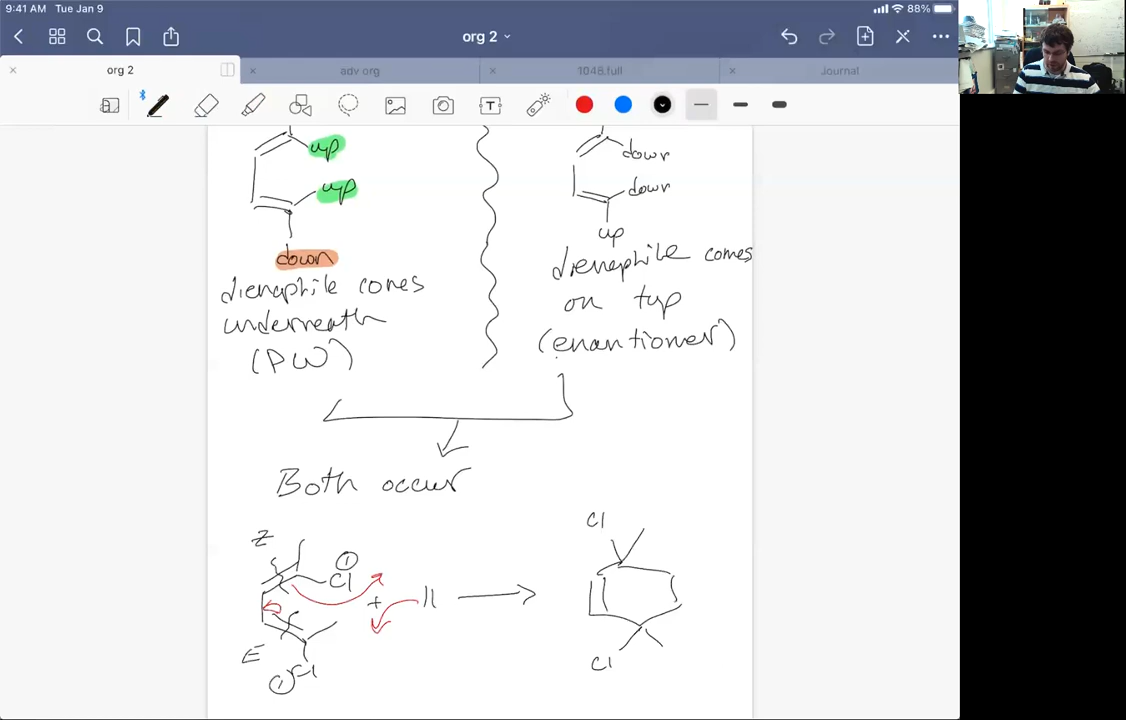 9:41 AM Tue Jan 9
88%
org 2
org 2
adv org
1048.full
Journal
T
up
up
down
dienophile comes
underneath
(PW)
down
down
up
dienophile comes
on top
(enantiomer)
Both occur
Z
1
Cl
+
E
1
Cl
Cl